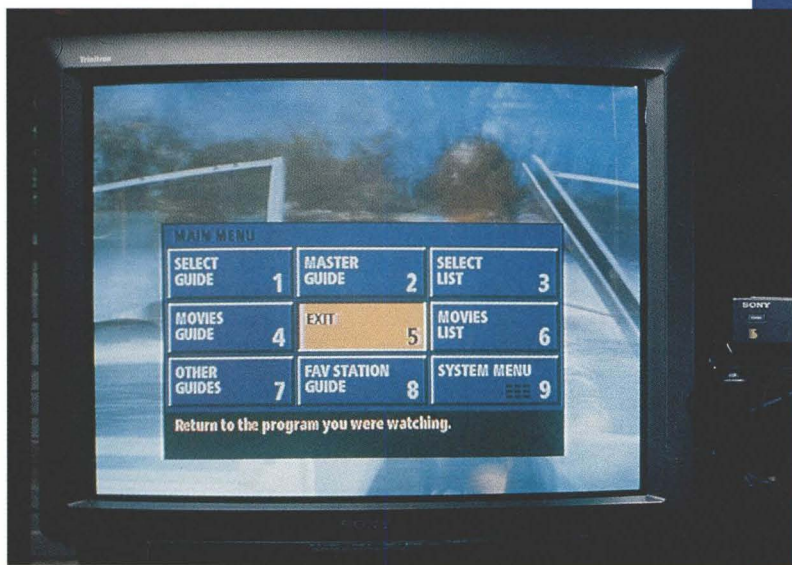 Trinitron
MAIN MENU
SELECT
GUIDE 1
MASTER
GUIDE 2
SELECT
LIST 3
MOVIES
GUIDE 4
EXIT
5
MOVIES
LIST 6
OTHER
GUIDES 7
FAV STATION
GUIDE 8
SYSTEM MENU
9
Return to the program you were watching.
SONY